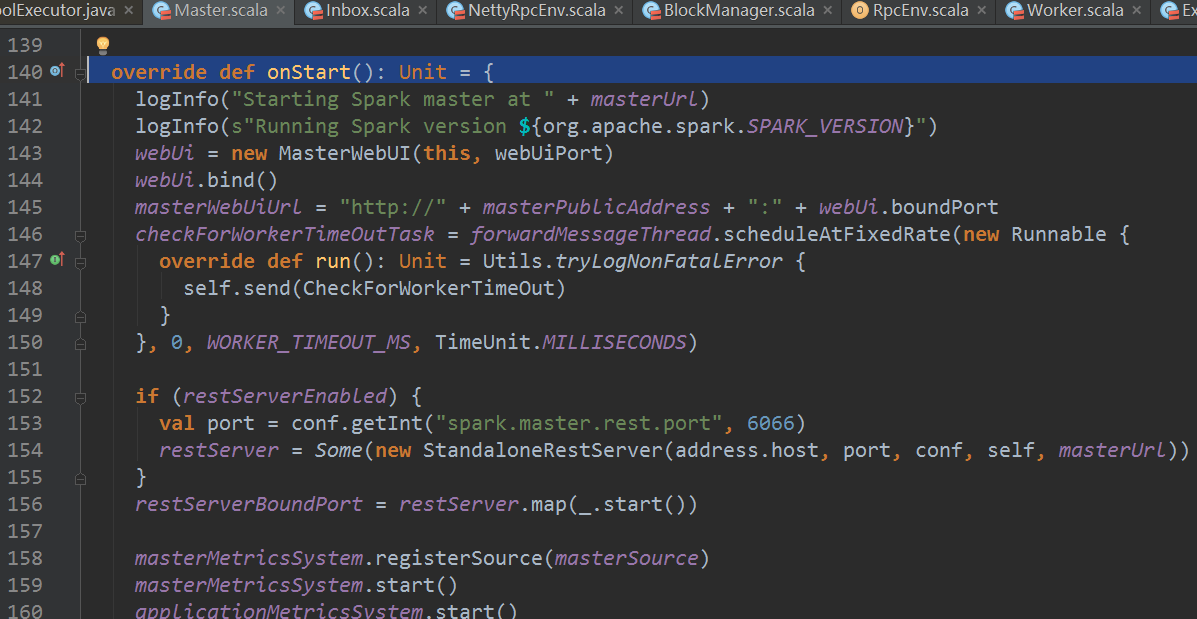 oolExecutor.java × Master.scala × Inbox.scala × NettyRpcEnv.scala × BlockManager.scala × RpcEnv.scala × Worker.scala × Ex
139
140 override def onStart(): Unit = {
141 logInfo("Starting Spark master at " + masterUrl)
142 logInfo(s"Running Spark version ${org.apache.spark.SPARK_VERSION}")
143 webUi = new MasterWebUI(this, webUiPort)
144 webUi.bind()
145 masterWebUiUrl = "http://" + masterPublicAddress + ":" + webUi.boundPort
146 checkForWorkerTimeOutTask = forwardMessageThread.scheduleAtFixedRate(new Runnable {
147 override def run(): Unit = Utils.tryLogNonFatalError {
148 self.send(CheckForWorkerTimeOut)
149 }
150 }, 0, WORKER_TIMEOUT_MS, TimeUnit.MILLISECONDS)
151
152 if (restServerEnabled) {
153 val port = conf.getInt("spark.master.rest.port", 6066)
154 restServer = Some(new StandaloneRestServer(address.host, port, conf, self, masterUrl))
155 }
156 restServerBoundPort = restServer.map(_.start())
157
158 masterMetricsSystem.registerSource(masterSource)
159 masterMetricsSystem.start()
160 applicationMetricsSystem.start()